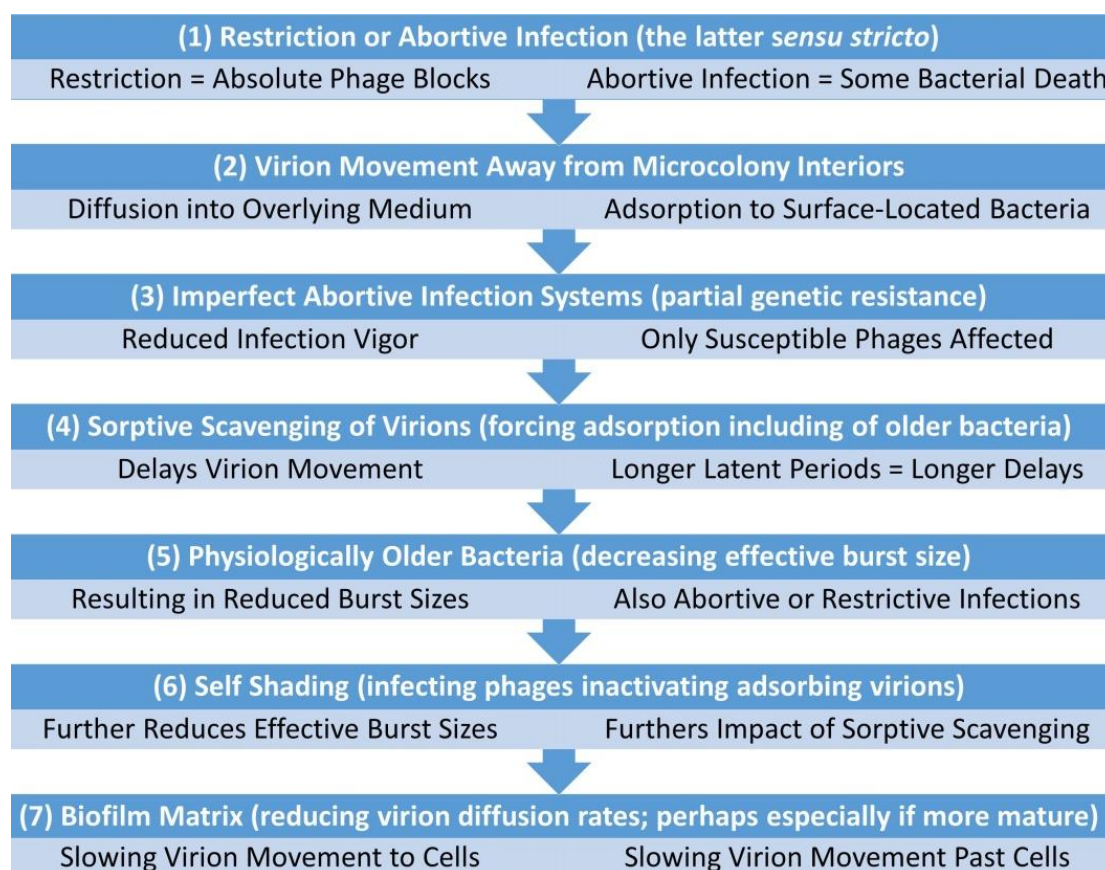 (1) Restriction or Abortive Infection (the latter sensu stricto)
Restriction = Absolute Phage Blocks Abortive Infection = Some Bacterial Death
(2) Virion Movement Away from Microcolony Interiors
Diffusion into Overlying Medium Adsorption to Surface-Located Bacteria
(3) Imperfect Abortive Infection Systems (partial genetic resistance)
Reduced Infection Vigor Only Susceptible Phages Affected
(4) Sorptive Scavenging of Virions (forcing adsorption including of older bacteria)
Delays Virion Movement Longer Latent Periods = Longer Delays
(5) Physiologically Older Bacteria (decreasing effective burst size)
Resulting in Reduced Burst Sizes Also Abortive or Restrictive Infections
(6) Self Shading (infecting phages inactivating adsorbing virions)
Further Reduces Effective Burst Sizes Furthers Impact of Sorptive Scavenging
(7) Biofilm Matrix (reducing virion diffusion rates; perhaps especially if more mature)
Slowing Virion Movement to Cells Slowing Virion Movement Past Cells